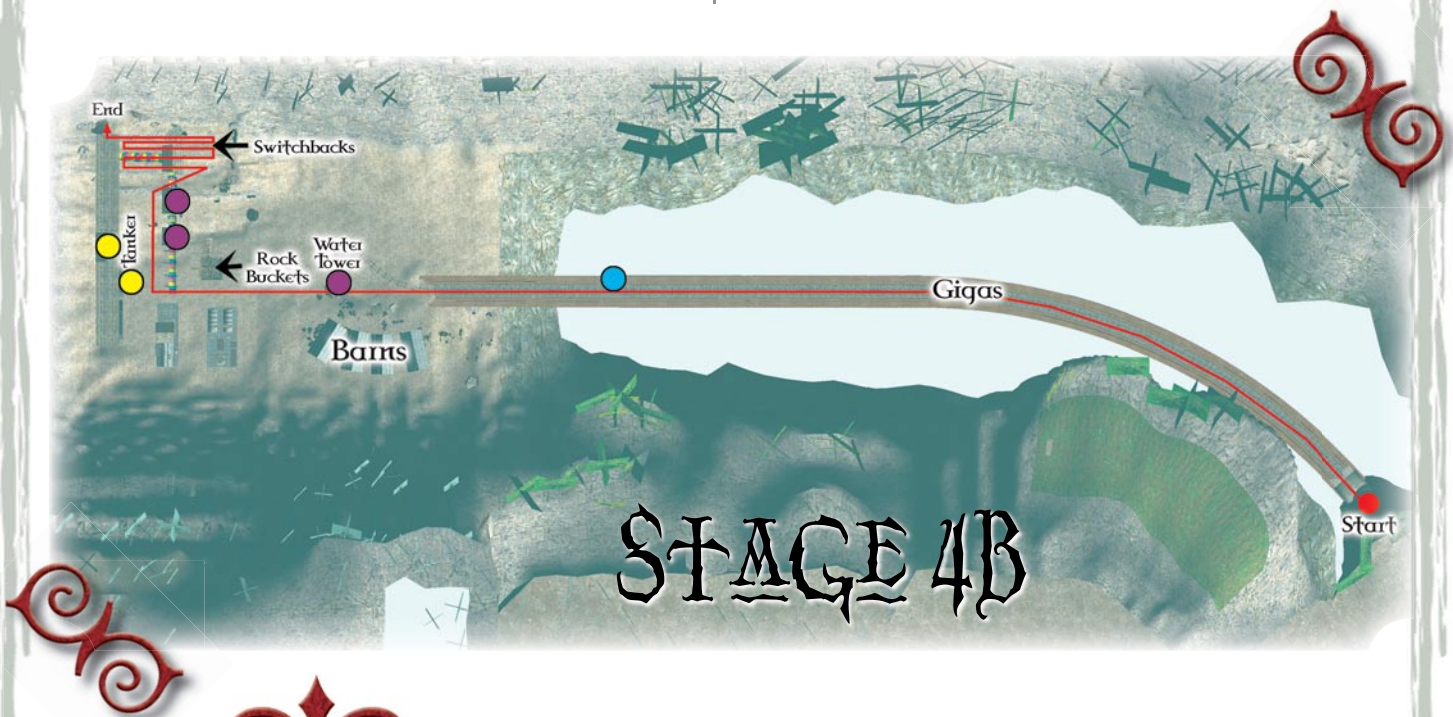 End
Switchbacks
Tanker
Rock
Buckets
Water
Tower
Gigas
Barns
Start
STAGE 4B